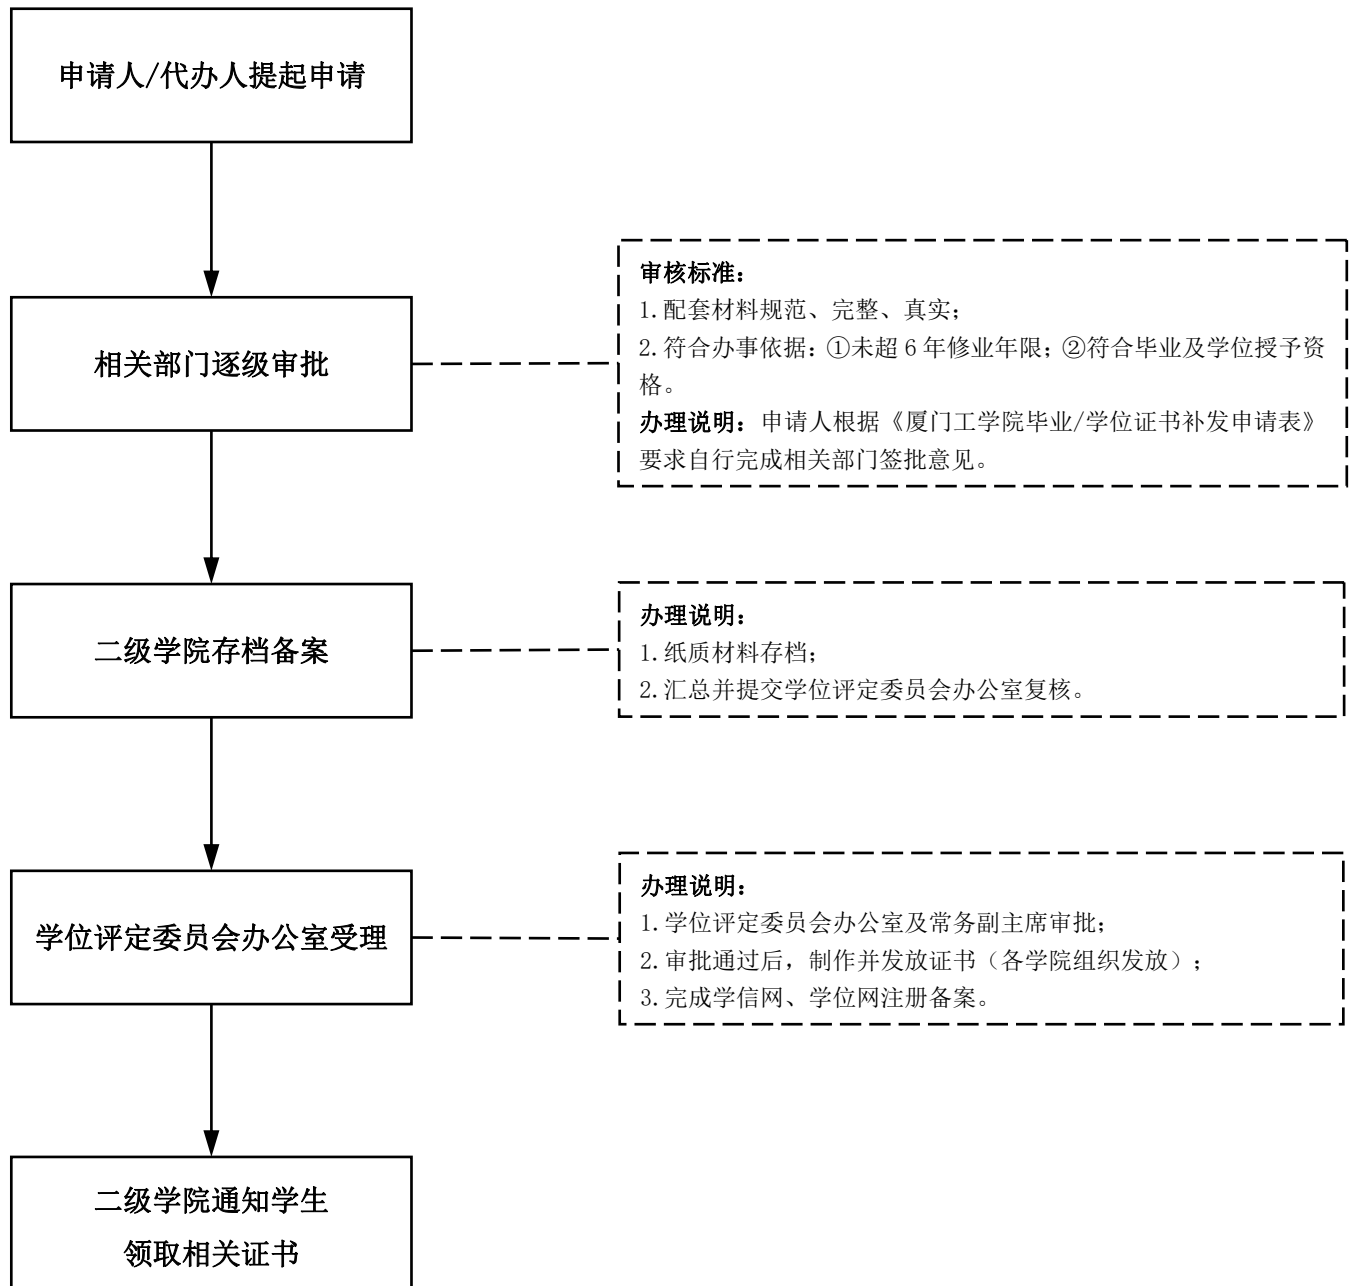 申请人/代办人提起申请
审核标准：
1.配套材料规范、完整、真实；
2.符合办事依据：①未超 6 年修业年限；②符合毕业及学位授予资
格。
办理说明：申请人根据《厦门工学院毕业/学位证书补发申请表》
要求自行完成相关部门签批意见。
相关部门逐级审批
办理说明：
1.纸质材料存档；
2.汇总并提交学位评定委员会办公室复核。
二级学院存档备案
办理说明：
1.学位评定委员会办公室及常务副主席审批；
2.审批通过后，制作并发放证书（各学院组织发放）；
3.完成学信网、学位网注册备案。
学位评定委员会办公室受理
二级学院通知学生
领取相关证书